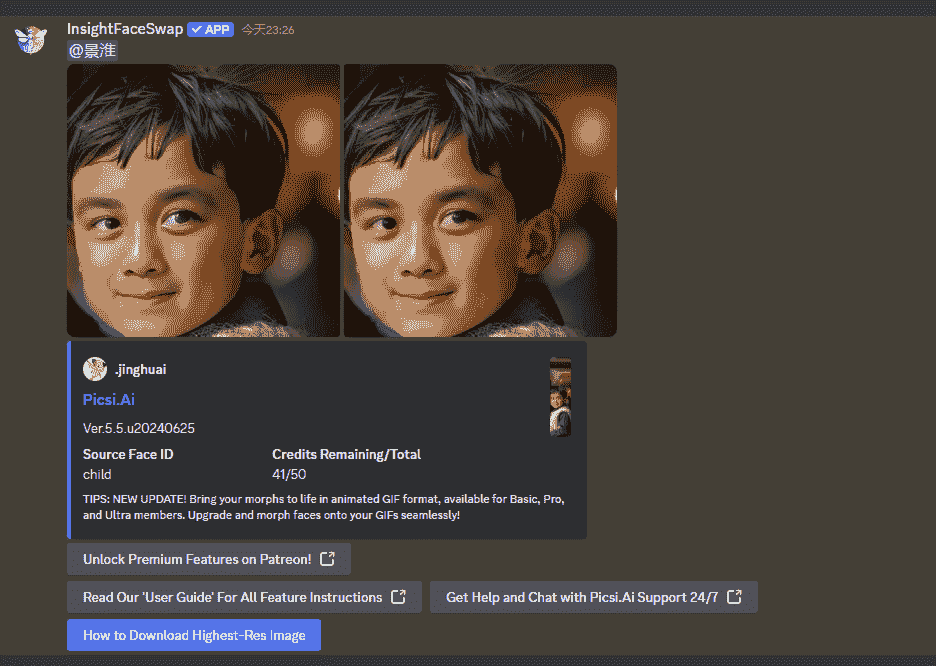 InsightFaceSwap ✓ APP 今天23:26
@景淮
.jinghuai
Picsi.Ai
Ver.5.5.u20240625
Source Face ID Credits Remaining/Total
child 41/50
TIPS: NEW UPDATE! Bring your morphs to life in animated GIF format, available for Basic, Pro,
and Ultra members. Upgrade and morph faces onto your GIFs seamlessly!
Unlock Premium Features on Patreon!
Read Our 'User Guide' For All Feature Instructions Get Help and Chat with Picsi.Ai Support 24/7
How to Download Highest-Res Image